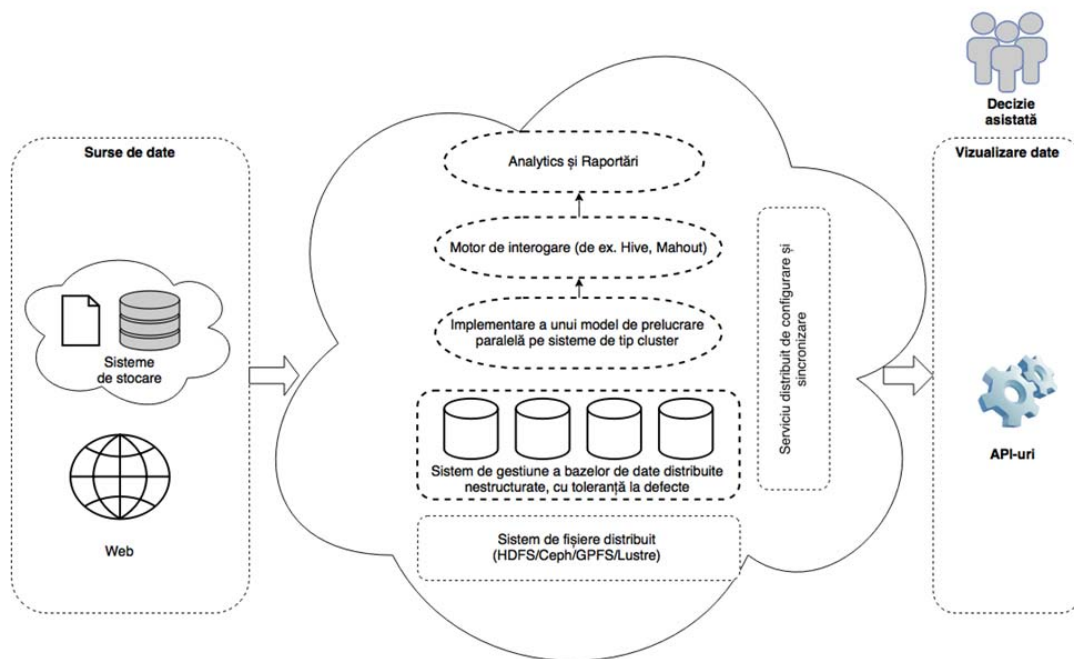 Decizie
asistată
Surse de date
Sisteme
de stocare
Web
Analytics și Raportări
Motor de interogare (de ex. Hive, Mahout)
Implementare a unui model de prelucrare
paralelă pe sisteme de tip cluster
Sistem de gestiune a bazelor de date distribuite
nestructurate, cu toleranță la defecte
Sistem de fișiere distribuit
(HDFS/Ceph/GPFS/Lustre)
Serviciu distribuit de configurare și
sincronizare
Vizualizare date
API-uri